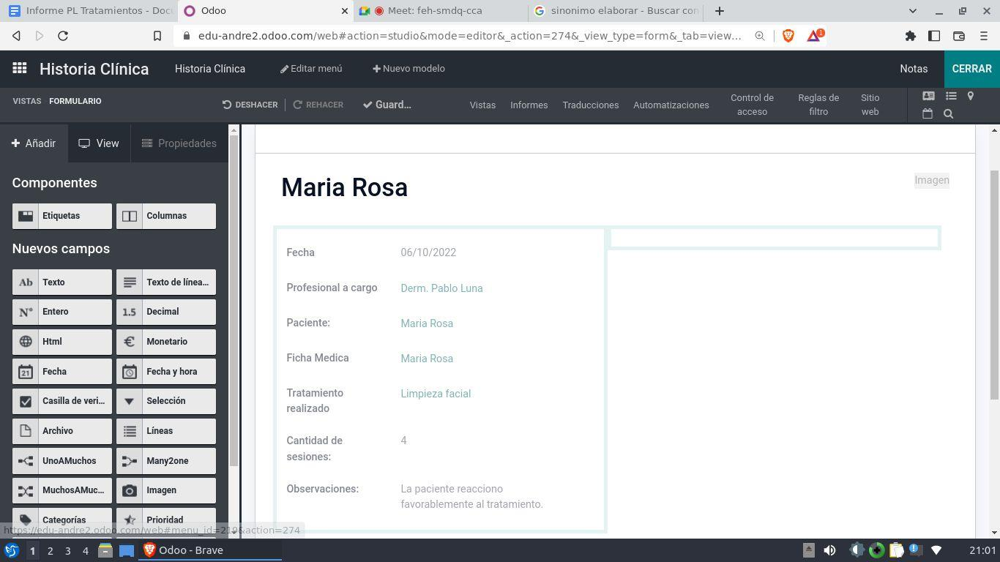 Informe PL Tratamientos - Doc
Odoo
Meet: feh-smdq-cca
sinonimo elaborar - Buscar con
edu-andre2.odoo.com/web#action=studio&mode=editor&_action=274&_view_type=form&_tab=view...
1
Historia Clínica
Historia Clínica
Editar menú
Nuevo modelo
Notas
CERRAR
VISTAS
FORMULARIO
DESHACER
REHACER
Guard...
Vistas
Informes
Traducciones
Automatizaciones
Control de
acceso
Reglas de
filtro
Sitio
web
Añadir
View
Propiedades
Componentes
Etiquetas
Columnas
Nuevos campos
Ab Texto
Texto de línea...
N° Entero
1.5 Decimal
Html
€ Monetario
21 Fecha
Fecha y hora
Casilla de veri...
Selección
Archivo
Líneas
UnoAMuchos
Many2one
MuchosAMuc...
Imagen
Categorías
Prioridad
https://edu-andre2.odoo.com/web#menu_id=219&action=274
Maria Rosa
Imagen
Fecha 06/10/2022
Profesional a cargo Derm. Pablo Luna
Paciente: Maria Rosa
Ficha Medica Maria Rosa
Tratamiento Limpieza facial
realizado
Cantidad de 4
sesiones:
Observaciones: La paciente reacciono
favorablemente al tratamiento.
1 2 3 4
Odoo - Brave
21:01